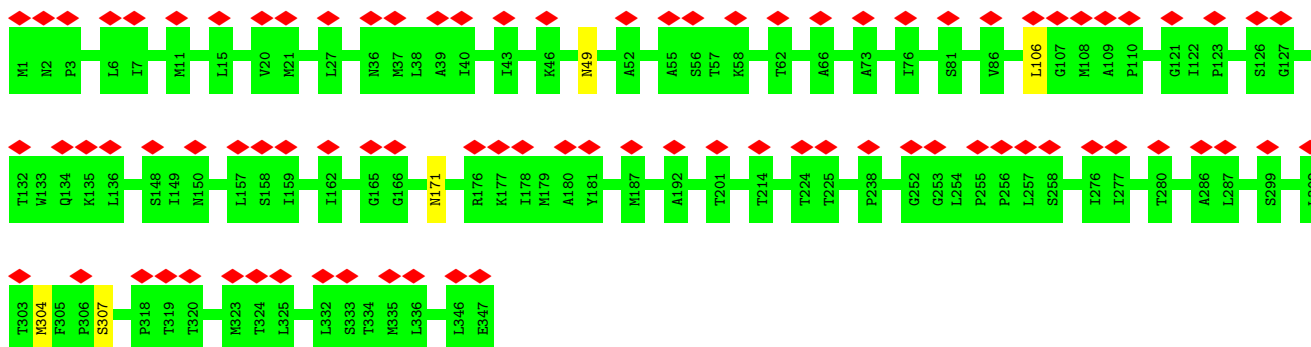 M1 N2 P3 L6 I7 M11 L15 V20 M21 L27 N36 M37 L38 A39 I40 I43 K46 N49 A52 A55 S56 T57 K58 T62 A66 A73 I76 S81 V86 L106 G107 M108 A109 P110 G121 I122 P123 S126 G127
T132 W133 Q134 K135 L136 S148 I149 N150 L157 S158 I159 I162 G165 G166 N171 R176 K177 I178 M179 A180 Y181 M187 A192 T201 T214 T224 T225 P238 G252 G253 L254 P255 P256 L257 S258 I276 I277 T280 A286 L287 S299
T303 M304 F305 P306 S307 P318 T319 T320 M323 T324 L325 L332 S333 T334 M335 L336 L346 E347